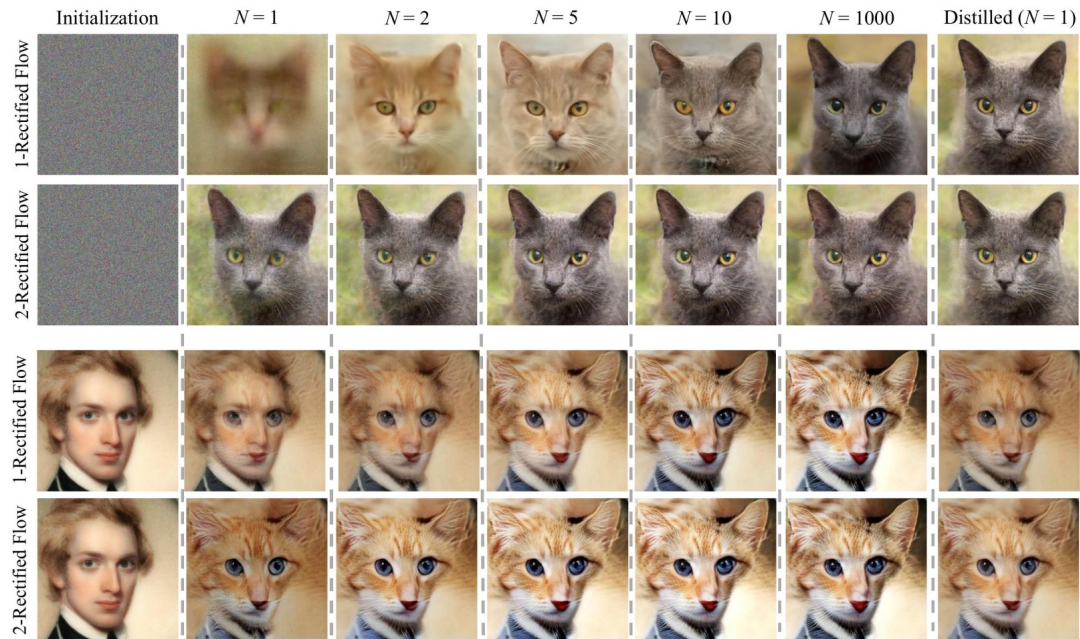 Initialization N = 1 N = 2 N = 5 N = 10 N = 1000 Distilled (N = 1)
1-Rectified Flow
2-Rectified Flow
1-Rectified Flow
2-Rectified Flow